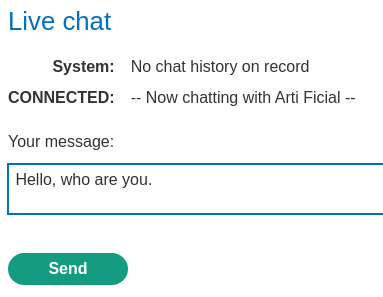 Live chat
System: No chat history on record
CONNECTED: -- Now chatting with Arti Ficial --
Your message:
Hello, who are you.
Send